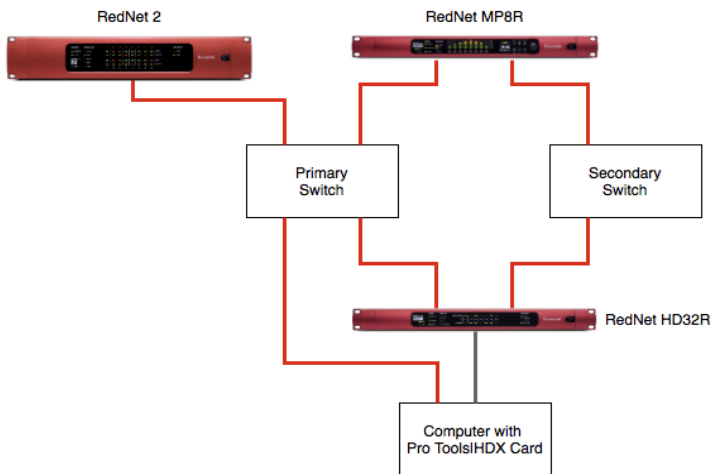 RedNet 2
RedNet MP8R
Primary
Switch
Secondary
Switch
RedNet HD32R
Computer with
Pro Tools|HDX Card